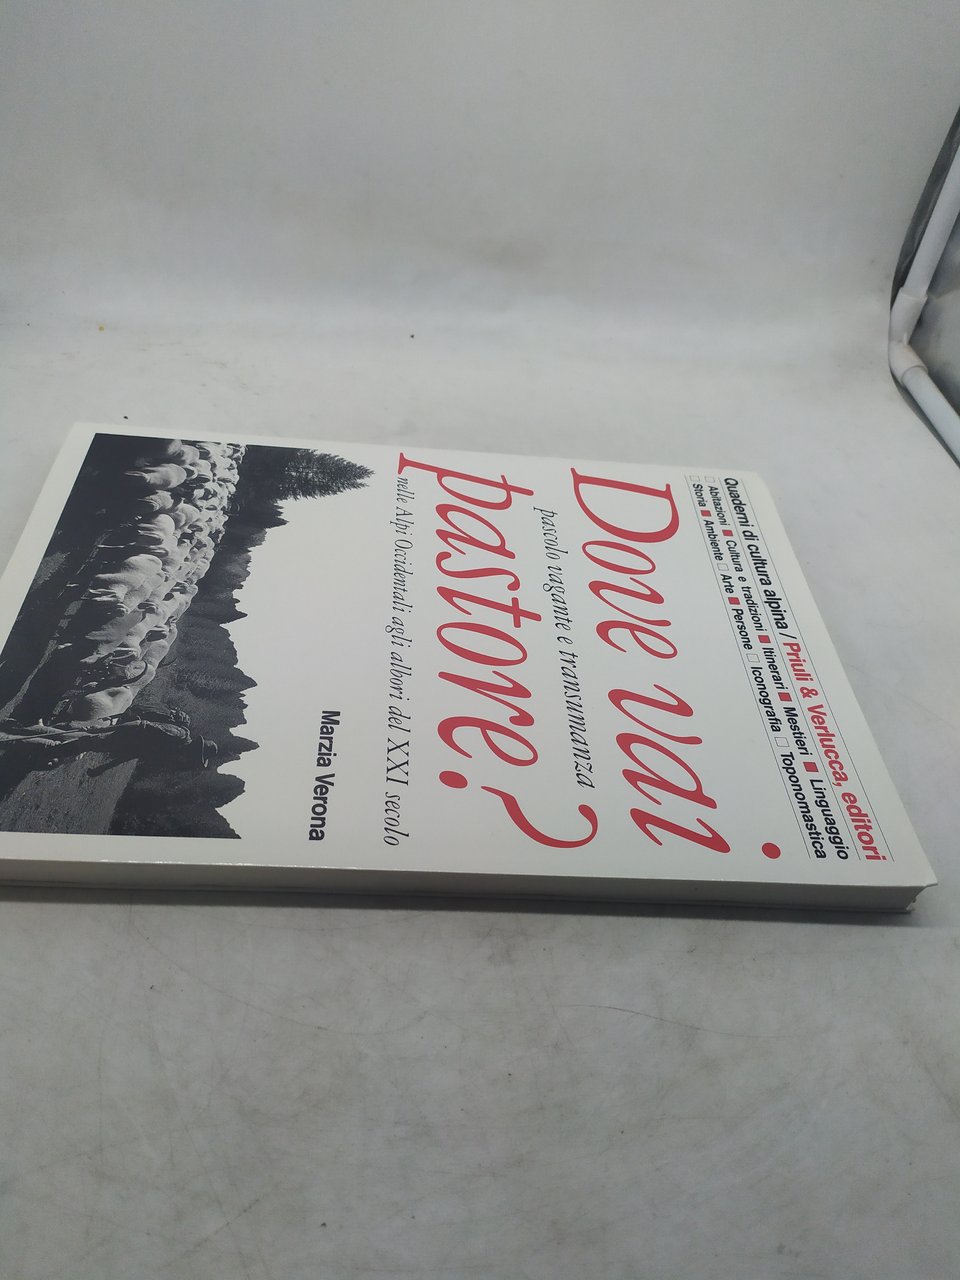 Quaderni di cultura alpina / Priuli & Verlucca, editori
□ Abitazioni ■ Cultura e tradizioni ■ Itinerari ■ Mestieri ■ Linguaggio
□ Storia ■ Ambiente □ Arte ■ Persone □ Iconografia □ Toponomastica
Dove vai
pascolo vagante e transumanza
pastore?
nelle Alpi Occidentali agli albori del XXI secolo
Marzia Verona